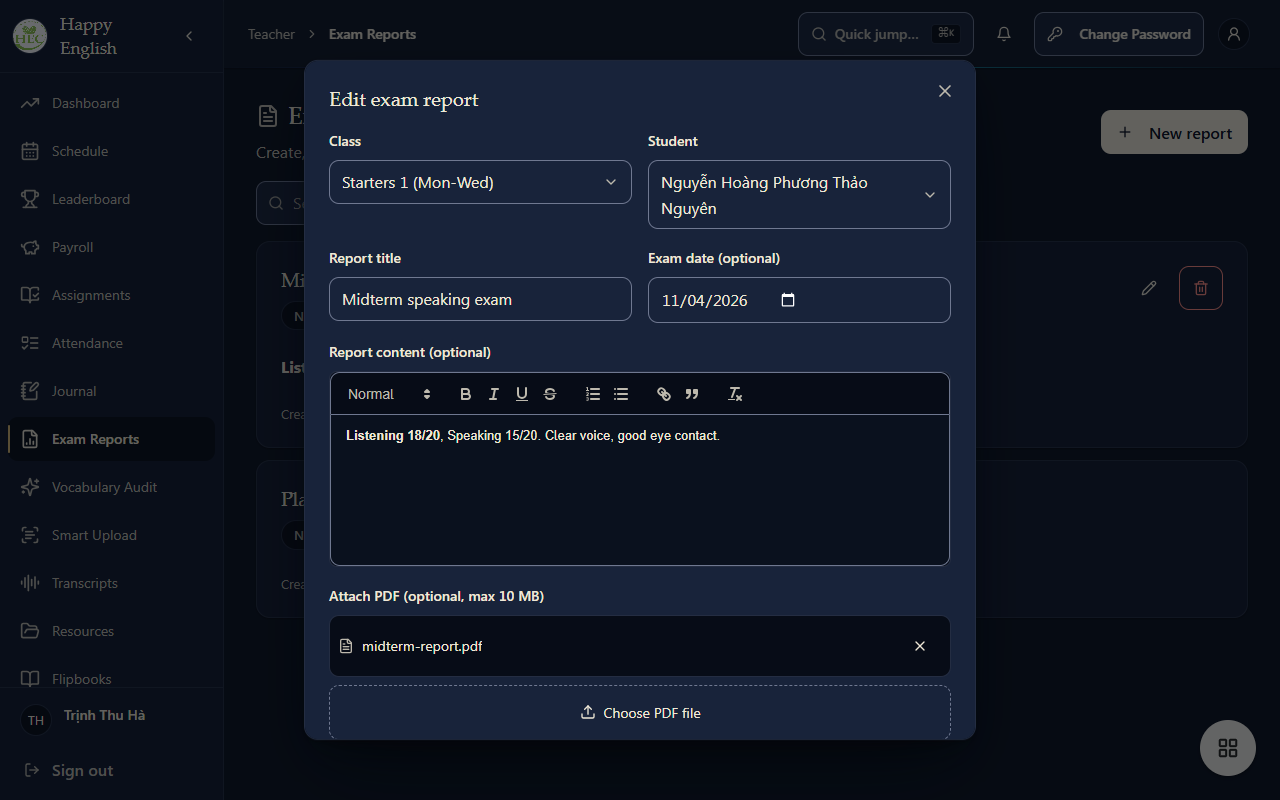 Happy
English
HEC
Teacher > Exam Reports
Quick jump... ⌘K
Change Password
Dashboard
Schedule
Leaderboard
Payroll
Assignments
Attendance
Journal
Exam Reports
Vocabulary Audit
Smart Upload
Transcripts
Resources
Flipbooks
TH Trịnh Thu Hà
Sign out
New report
Edit exam report
Class
Starters 1 (Mon-Wed)
Student
Nguyễn Hoàng Phương Thảo
Nguyên
Report title
Midterm speaking exam
Exam date (optional)
11/04/2026
Report content (optional)
Normal B I U S
Listening 18/20, Speaking 15/20. Clear voice, good eye contact.
Attach PDF (optional, max 10 MB)
midterm-report.pdf
Choose PDF file